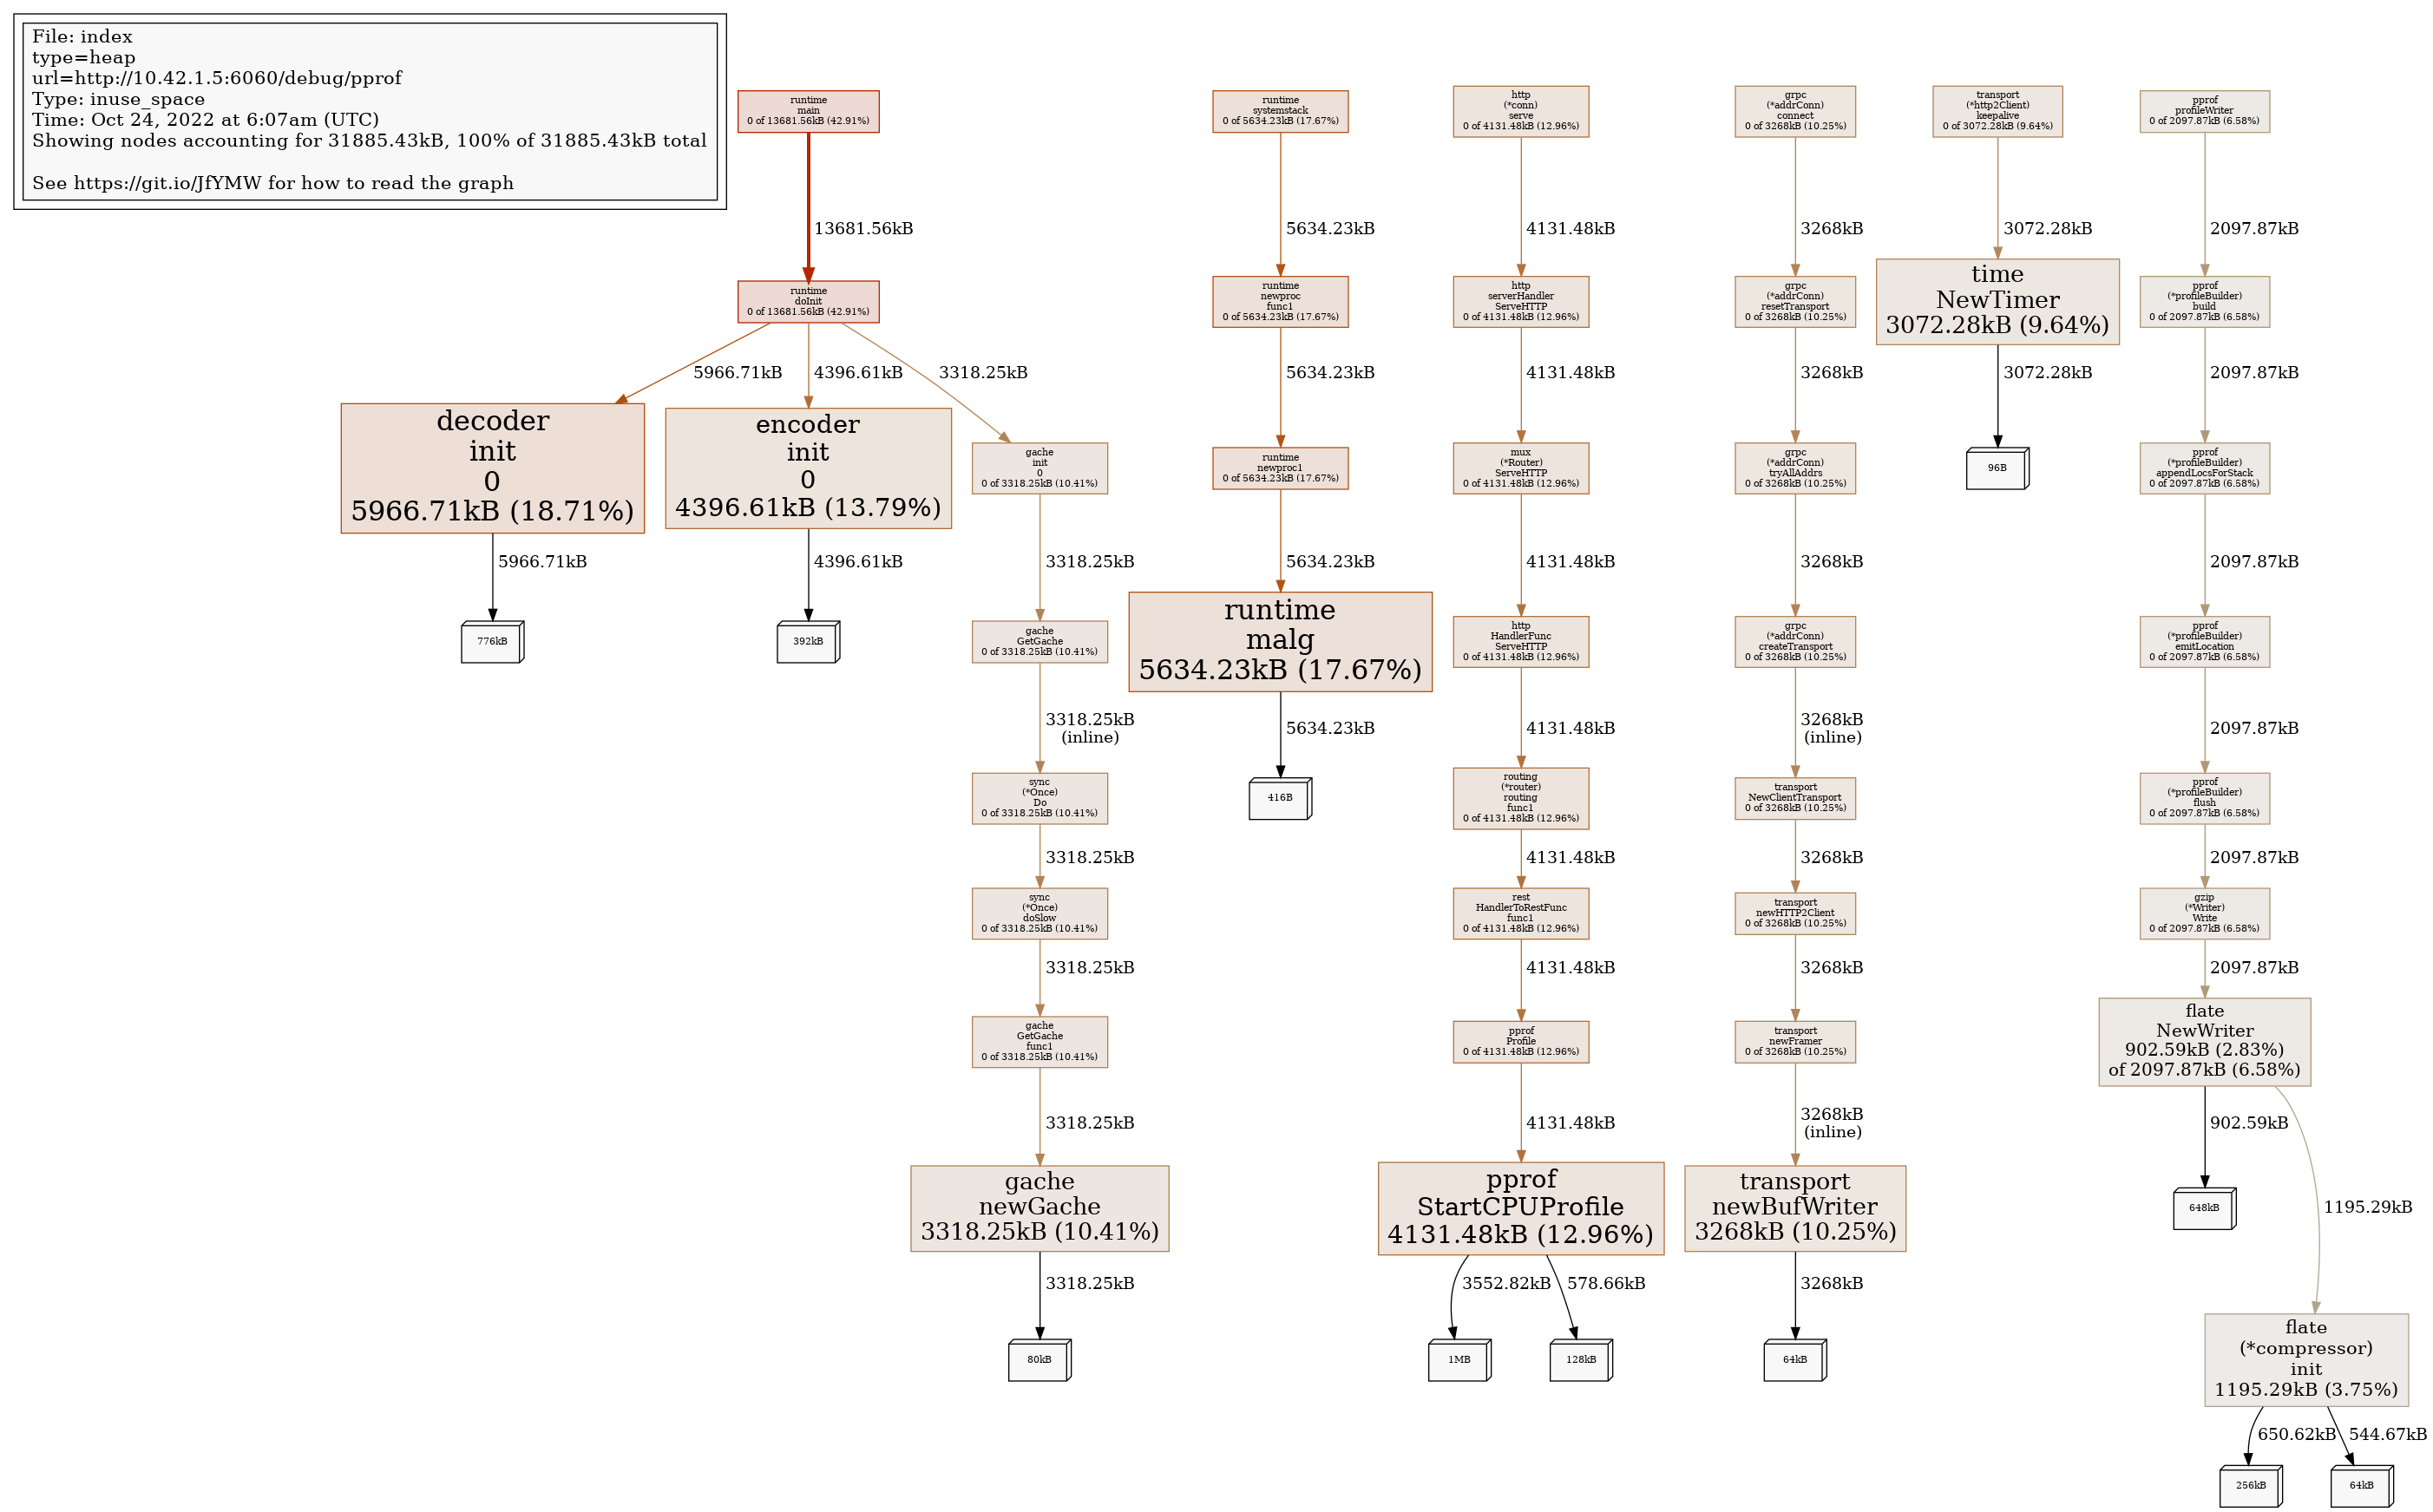 File: index
type=heap
url=http://10.42.1.5:6060/debug/pprof
Type: inuse_space
Time: Oct 24, 2022 at 6:07am (UTC)
Showing nodes accounting for 31885.43kB, 100% of 31885.43kB total
See https://git.io/JfYMW for how to read the graph
runtime
main
0 of 13681.56kB (42.91%)
13681.56kB
runtime
doInit
0 of 13681.56kB (42.91%)
5966.71kB
4396.61kB
3318.25kB
decoder
init
0
5966.71kB (18.71%)
5966.71kB
776kB
encoder
init
0
4396.61kB (13.79%)
4396.61kB
392kB
gache
init
0
0 of 3318.25kB (10.41%)
3318.25kB
gache
GetGache
0 of 3318.25kB (10.41%)
3318.25kB
(inline)
sync
(*Once)
Do
0 of 3318.25kB (10.41%)
3318.25kB
sync
(*Once)
doSlow
0 of 3318.25kB (10.41%)
3318.25kB
gache
GetGache
func1
0 of 3318.25kB (10.41%)
3318.25kB
gache
newGache
3318.25kB (10.41%)
3318.25kB
80kB
runtime
systemstack
0 of 5634.23kB (17.67%)
5634.23kB
runtime
newproc
func1
0 of 5634.23kB (17.67%)
5634.23kB
runtime
newproc1
0 of 5634.23kB (17.67%)
5634.23kB
runtime
malg
5634.23kB (17.67%)
5634.23kB
416B
http
(*conn)
serve
0 of 4131.48kB (12.96%)
4131.48kB
http
serverHandler
ServeHTTP
0 of 4131.48kB (12.96%)
4131.48kB
mux
(*Router)
ServeHTTP
0 of 4131.48kB (12.96%)
4131.48kB
http
HandlerFunc
ServeHTTP
0 of 4131.48kB (12.96%)
4131.48kB
routing
(*router)
routing
func1
0 of 4131.48kB (12.96%)
4131.48kB
rest
HandlerToRestFunc
func1
0 of 4131.48kB (12.96%)
4131.48kB
pprof
Profile
0 of 4131.48kB (12.96%)
4131.48kB
pprof
StartCPUProfile
4131.48kB (12.96%)
3552.82kB
578.66kB
1MB
128kB
grpc
(*addrConn)
connect
0 of 3268kB (10.25%)
3268kB
grpc
(*addrConn)
resetTransport
0 of 3268kB (10.25%)
3268kB
grpc
(*addrConn)
tryAllAddrs
0 of 3268kB (10.25%)
3268kB
grpc
(*addrConn)
createTransport
0 of 3268kB (10.25%)
3268kB
(inline)
transport
NewClientTransport
0 of 3268kB (10.25%)
3268kB
transport
newHTTP2Client
0 of 3268kB (10.25%)
3268kB
transport
newFramer
0 of 3268kB (10.25%)
3268kB
(inline)
transport
newBufWriter
3268kB (10.25%)
3268kB
64kB
transport
(*http2Client)
keepalive
0 of 3072.28kB (9.64%)
3072.28kB
time
NewTimer
3072.28kB (9.64%)
3072.28kB
96B
pprof
profileWriter
0 of 2097.87kB (6.58%)
2097.87kB
pprof
(*profileBuilder)
build
0 of 2097.87kB (6.58%)
2097.87kB
pprof
(*profileBuilder)
appendLocsForStack
0 of 2097.87kB (6.58%)
2097.87kB
pprof
(*profileBuilder)
emitLocation
0 of 2097.87kB (6.58%)
2097.87kB
pprof
(*profileBuilder)
flush
0 of 2097.87kB (6.58%)
2097.87kB
gzip
(*Writer)
Write
0 of 2097.87kB (6.58%)
2097.87kB
flate
NewWriter
902.59kB (2.83%)
of 2097.87kB (6.58%)
902.59kB
648kB
1195.29kB
flate
(*compressor)
init
1195.29kB (3.75%)
650.62kB
544.67kB
256kB
64kB